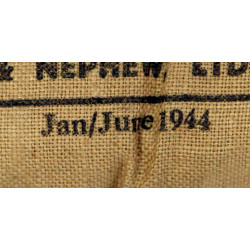 & NEPHEW, LTD
Jan/June 1944